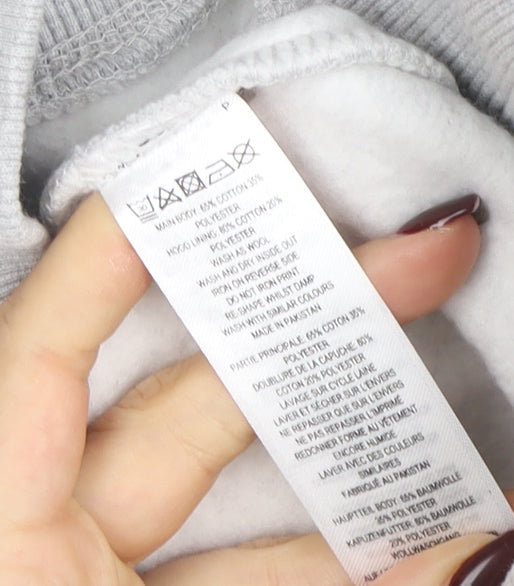 P
MAIN BODY: 65% COTTON 35%
POLYESTER
HOOD LINING: 80% COTTON 20%
POLYESTER
WASH AS WOOL
WASH AND DRY INSIDE OUT
IRON ON REVERSE SIDE
DO NOT IRON PRINT
RE-SHAPE WHILST DAMP
WASH WITH SIMILAR COLOURS
MADE IN PAKISTAN
PARTIE PRINCIPALE: 65% COTON 35%
POLYESTER
DOUBLURE DE LA CAPUCHE: 80%
COTON 20% POLYESTER
LAVAGE SUR CYCLE LAINE
LAVER ET SÉCHER SUR L'ENVERS
NE REPASSER QUE SUR L'ENVERS
NE PAS REPASSER L'IMPRIMÉ
REDONNER FORME AU VÊTEMENT
ENCORE HUMIDE
LAVER AVEC DES COULEURS
SIMILAIRES
FABRIQUÉ AU PAKISTAN
HAUPTTEIL BODY: 65% BAUMWOLLE
35% POLYESTER
KAPUZENFUTTER: 80% BAUMWOLLE
20% POLYESTER
WOLLWASCHGANG